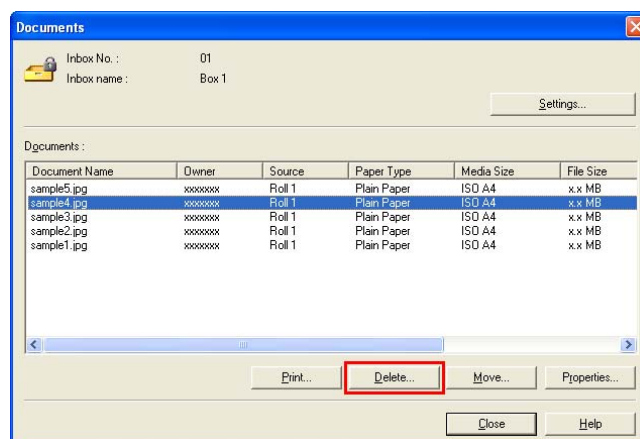 Documents
Inbox No. : 01
Inbox name : Box 1
Settings...
Documents :
Document Name Owner Source Paper Type Media Size File Size
sample5.jpg xxxxxxx Roll 1 Plain Paper ISO A4 x.x MB
sample4.jpg xxxxxxx Roll 1 Plain Paper ISO A4 x.x MB
sample3.jpg xxxxxxx Roll 1 Plain Paper ISO A4 x.x MB
sample2.jpg xxxxxxx Roll 1 Plain Paper ISO A4 x.x MB
sample1.jpg xxxxxxx Roll 1 Plain Paper ISO A4 x.x MB
Print... Delete... Move... Properties...
Close Help